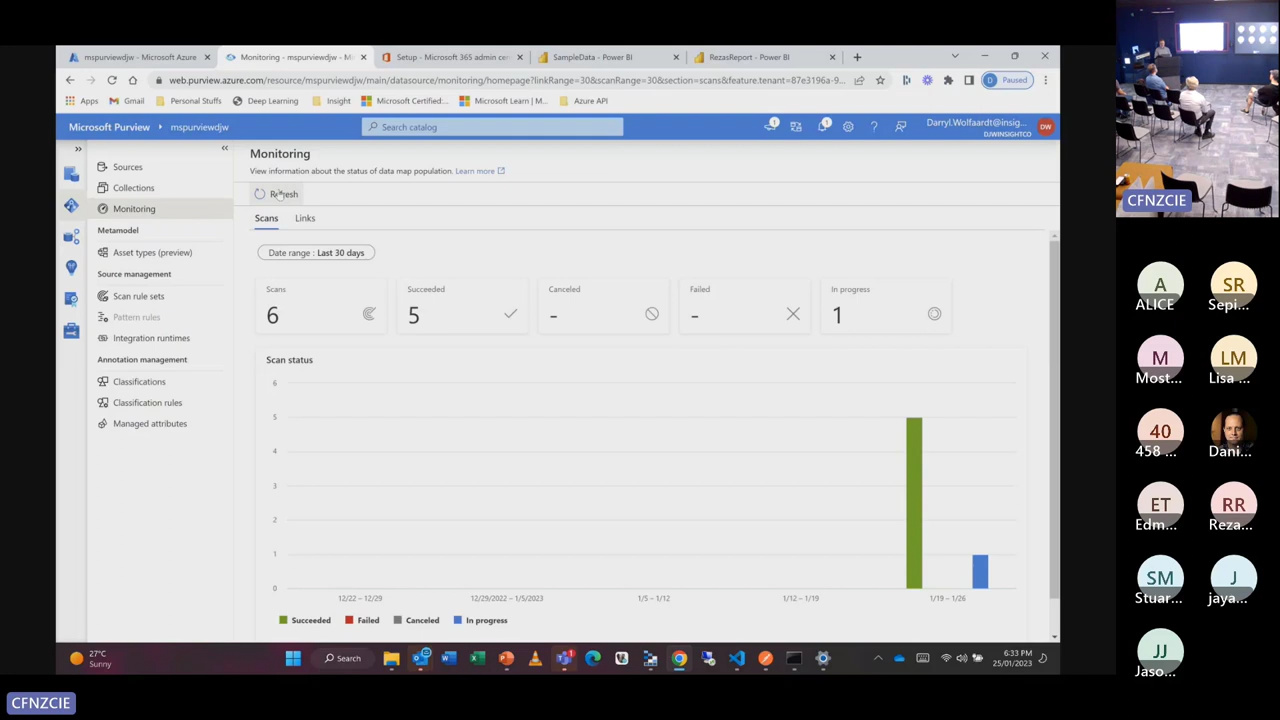 mspurviewdjw - Microsoft Azure
Monitoring - mspurviewdjw - M...
Setup - Microsoft 365 admin ce...
SampleData - Power BI
RezasReport - Power BI
web.purview.azure.com/resource/mspurviewdjw/main/datasource/monitoring/homepage?linkRange=30&scanRange=30&section=scans&feature.tenant=87e3196a-9...
D
Paused
Apps
Gmail
Personal Stuffs
Deep Learning
Insight
Microsoft Certified:...
Microsoft Learn | M...
Azure API
Microsoft Purview
mspurviewdjw
Search catalog
1
1
Darryl.Wolfaardt@insig...
DJWINSIGHTCO
DW
Sources
Collections
Monitoring
Metamodel
Asset types (preview)
Source management
Scan rule sets
Pattern rules
Integration runtimes
Annotation management
Classifications
Classification rules
Managed attributes
Monitoring
View information about the status of data map population. Learn more
Refresh
Scans
Links
Date range : Last 30 days
Scans
6
Succeeded
5
Canceled
-
Failed
-
In progress
1
Scan status
6
5
4
3
2
1
0
12/22 – 12/29
12/29/2022 – 1/5/2023
1/5 – 1/12
1/12 – 1/19
1/19 – 1/26
Succeeded
Failed
Canceled
In progress
27°C
Sunny
Search
6:33 PM
25/01/2023
CFNZCIE
A
ALICE
SR
Sepi...
M
Most...
LM
Lisa ...
40
458 ...
Dani...
ET
Edm...
RR
Reza...
SM
Stuar...
J
jaya...
JJ
Jaso...
CFNZCIE